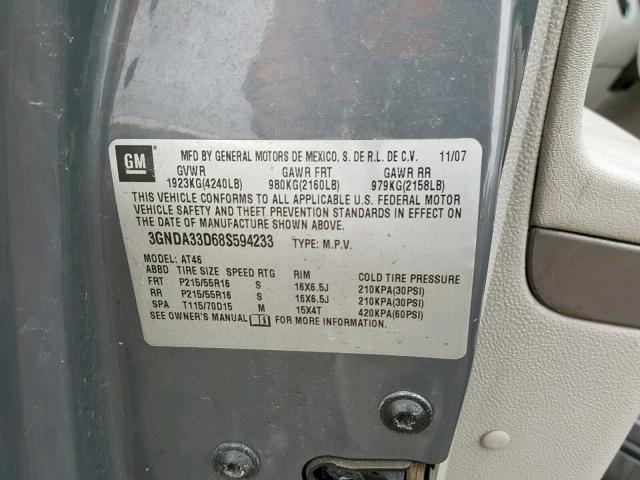 GM MFD BY GENERAL MOTORS DE MEXICO, S. DE R.L. DE C.V. 11/07
GVWR GAWR FRT GAWR RR
1923KG(4240LB) 980KG(2160LB) 979KG(2158LB)
THIS VEHICLE CONFORMS TO ALL APPLICABLE U.S. FEDERAL MOTOR
VEHICLE SAFETY AND THEFT PREVENTION STANDARDS IN EFFECT ON
THE DATE OF MANUFACTURE SHOWN ABOVE.
3GNDA33D68S594233 TYPE: M.P.V.
MODEL: AT46
ABBD TIRE SIZE SPEED RTG RIM COLD TIRE PRESSURE
FRT P215/55R16 S 16X6.5J 210KPA(30PSI)
RR P215/55R16 S 16X6.5J 210KPA(30PSI)
SPA T115/70D15 M 15X4T 420KPA(60PSI)
SEE OWNER'S MANUAL FOR MORE INFORMATION.